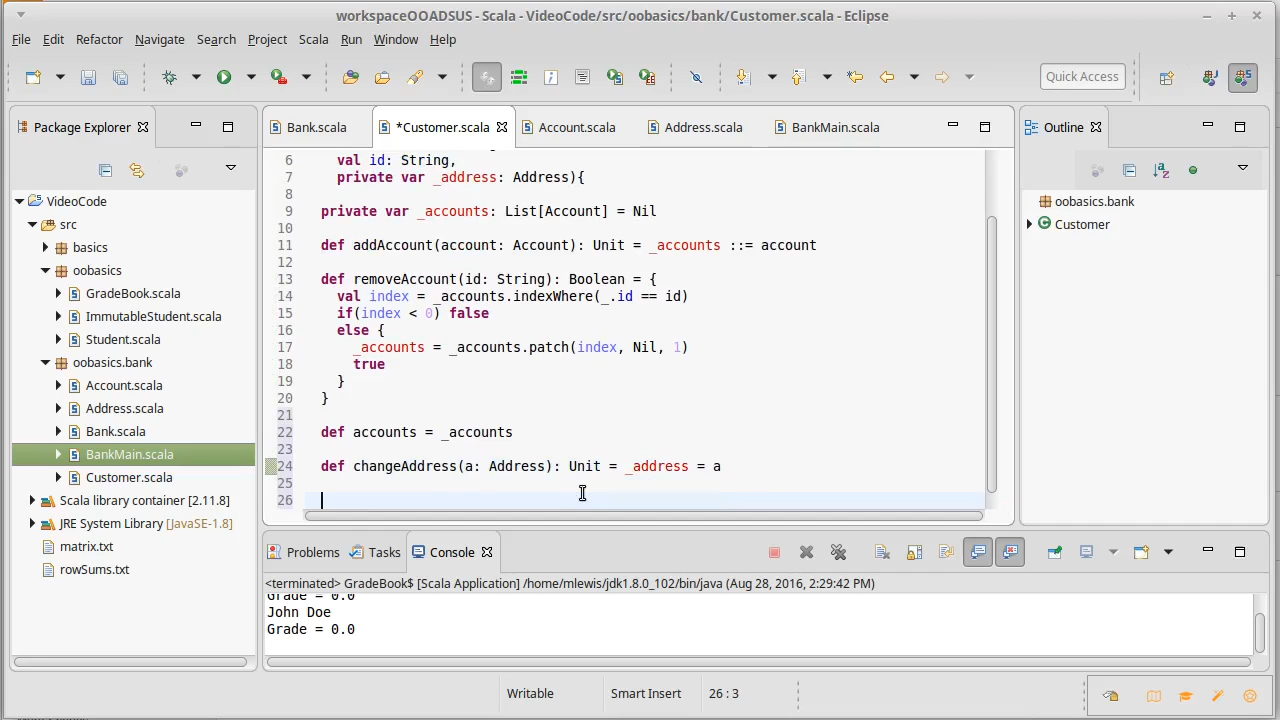 workspaceOOADSUS - Scala - VideoCode/src/oobasics/bank/Customer.scala - Eclipse
File Edit Refactor Navigate Search Project Scala Run Window Help
Quick Access
Package Explorer
Bank.scala
*Customer.scala
Account.scala
Address.scala
BankMain.scala
Outline
VideoCode
src
basics
oobasics
GradeBook.scala
ImmutableStudent.scala
Student.scala
oobasics.bank
Account.scala
Address.scala
Bank.scala
BankMain.scala
Customer.scala
Scala library container [2.11.8]
JRE System Library [JavaSE-1.8]
matrix.txt
rowSums.txt
6 val id: String,
7 private var _address: Address){
8
9 private var _accounts: List[Account] = Nil
10
11 def addAccount(account: Account): Unit = _accounts ::= account
12
13 def removeAccount(id: String): Boolean = {
14 val index = _accounts.indexWhere(_.id == id)
15 if(index < 0) false
16 else {
17 _accounts = _accounts.patch(index, Nil, 1)
18 true
19 }
20 }
21
22 def accounts = _accounts
23
24 def changeAddress(a: Address): Unit = _address = a
25
26
oobasics.bank
Customer
Problems Tasks Console
<terminated> GradeBook$ [Scala Application] /home/mlewis/jdk1.8.0_102/bin/java (Aug 28, 2016, 2:29:42 PM)
Grade = 0.0
John Doe
Grade = 0.0
Writable
Smart Insert
26 : 3